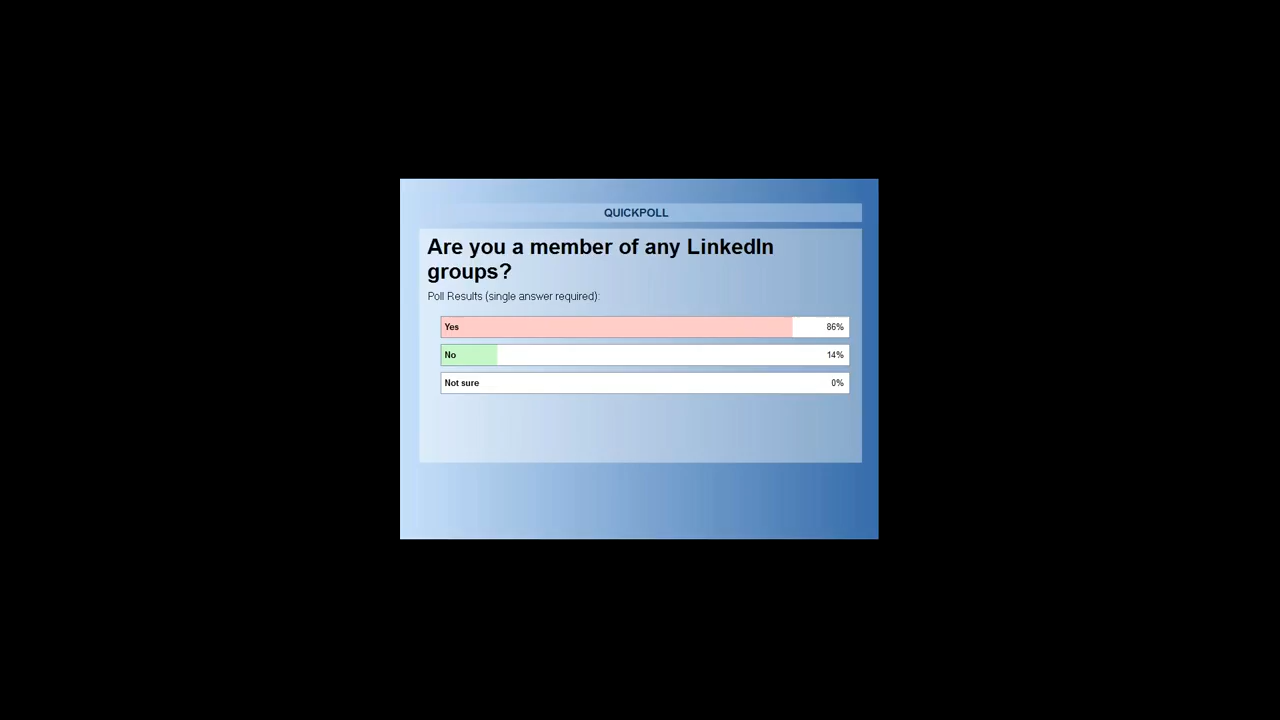 QUICKPOLL
Are you a member of any LinkedIn
groups?
Poll Results (single answer required):
Yes 86%
No 14%
Not sure 0%